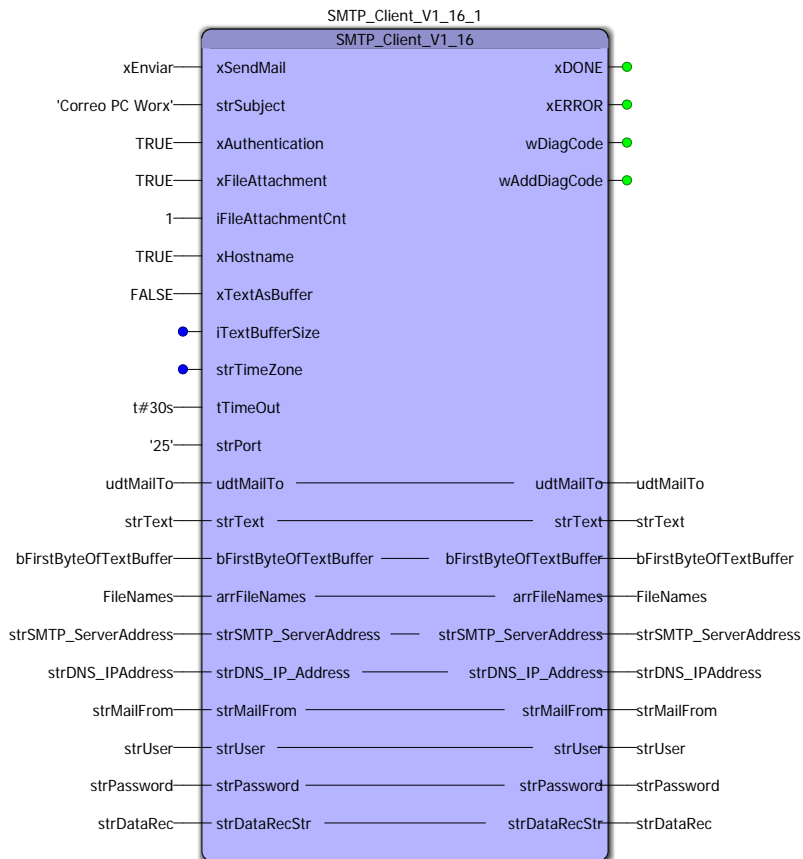 SMTP_Client_V1_16_1
SMTP_Client_V1_16
xEnviar xSendMail xDONE
'Correo PC Worx' strSubject xERROR
TRUE xAuthentication wDiagCode
TRUE xFileAttachment wAddDiagCode
1 iFileAttachmentCnt
TRUE xHostname
FALSE xTextAsBuffer
iTextBufferSize
strTimeZone
t#30s tTimeOut
'25' strPort
udtMailTo udtMailTo udtMailTo udtMailTo
strText strText strText strText
bFirstByteOfTextBuffer bFirstByteOfTextBuffer bFirstByteOfTextBuffer bFirstByteOfTextBuffer
FileNames arrFileNames arrFileNames FileNames
strSMTP_ServerAddress strSMTP_ServerAddress strSMTP_ServerAddress strSMTP_ServerAddress
strDNS_IPAddress strDNS_IP_Address strDNS_IP_Address strDNS_IPAddress
strMailFrom strMailFrom strMailFrom strMailFrom
strUser strUser strUser strUser
strPassword strPassword strPassword strPassword
strDataRec strDataRecStr strDataRecStr strDataRec